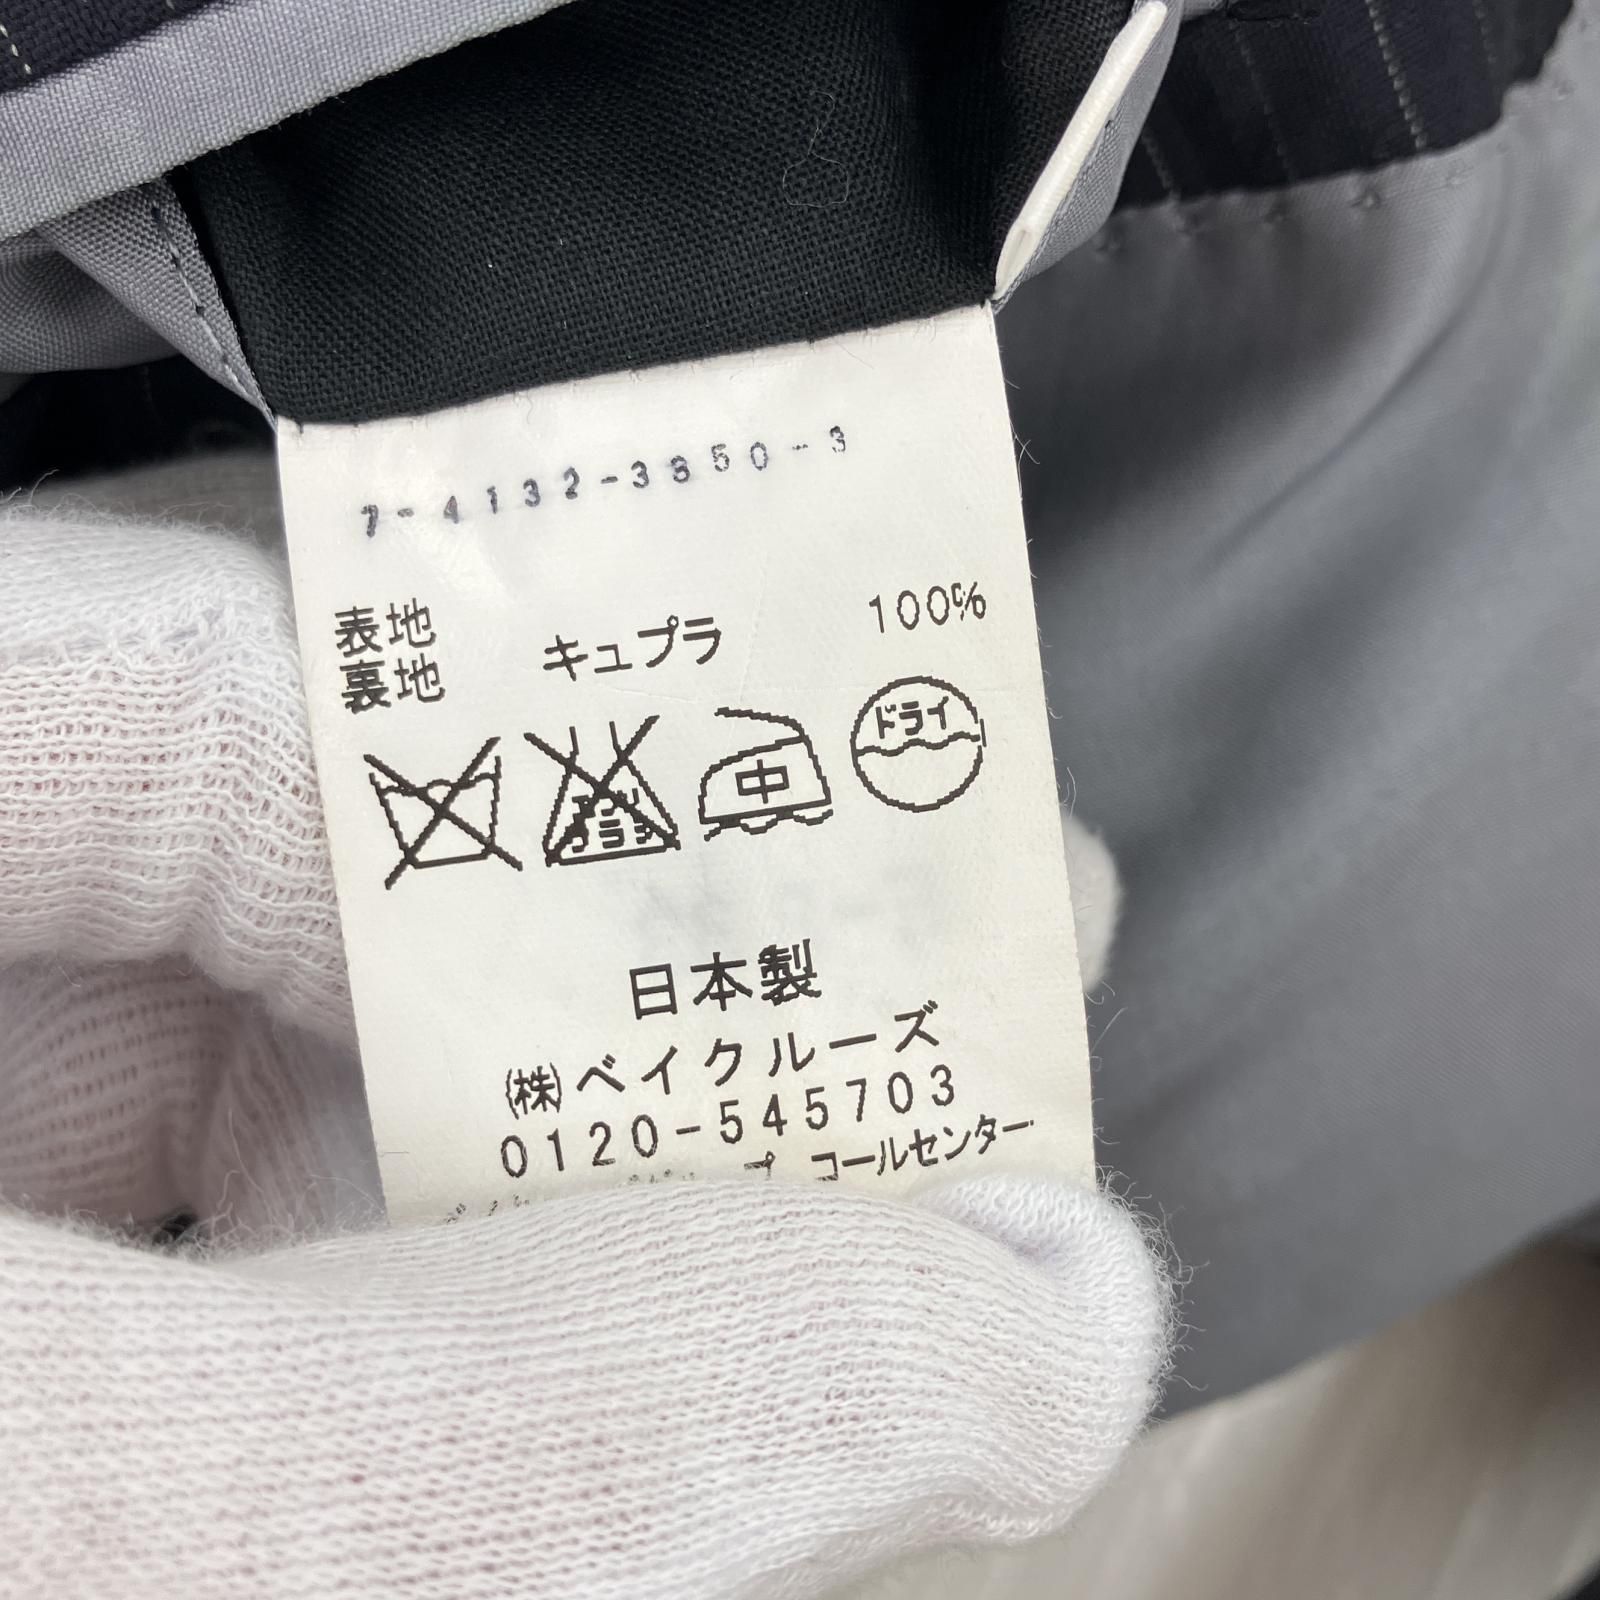 7-4132-3350-3
表地
裏地 キュプラ 100%
中 ドライ
日本製
㈱ベイクルーズ
0120-545703
コールセンター